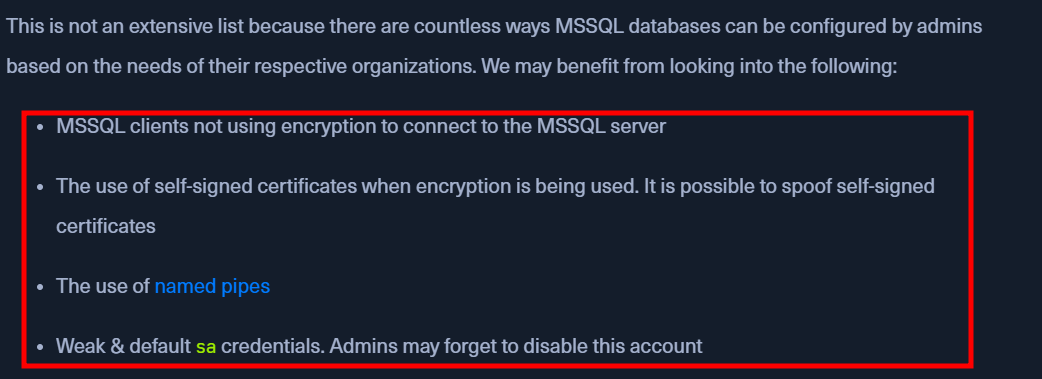 This is not an extensive list because there are countless ways MSSQL databases can be configured by admins
based on the needs of their respective organizations. We may benefit from looking into the following:
• MSSQL clients not using encryption to connect to the MSSQL server
• The use of self-signed certificates when encryption is being used. It is possible to spoof self-signed
certificates
• The use of named pipes
• Weak & default sa credentials. Admins may forget to disable this account